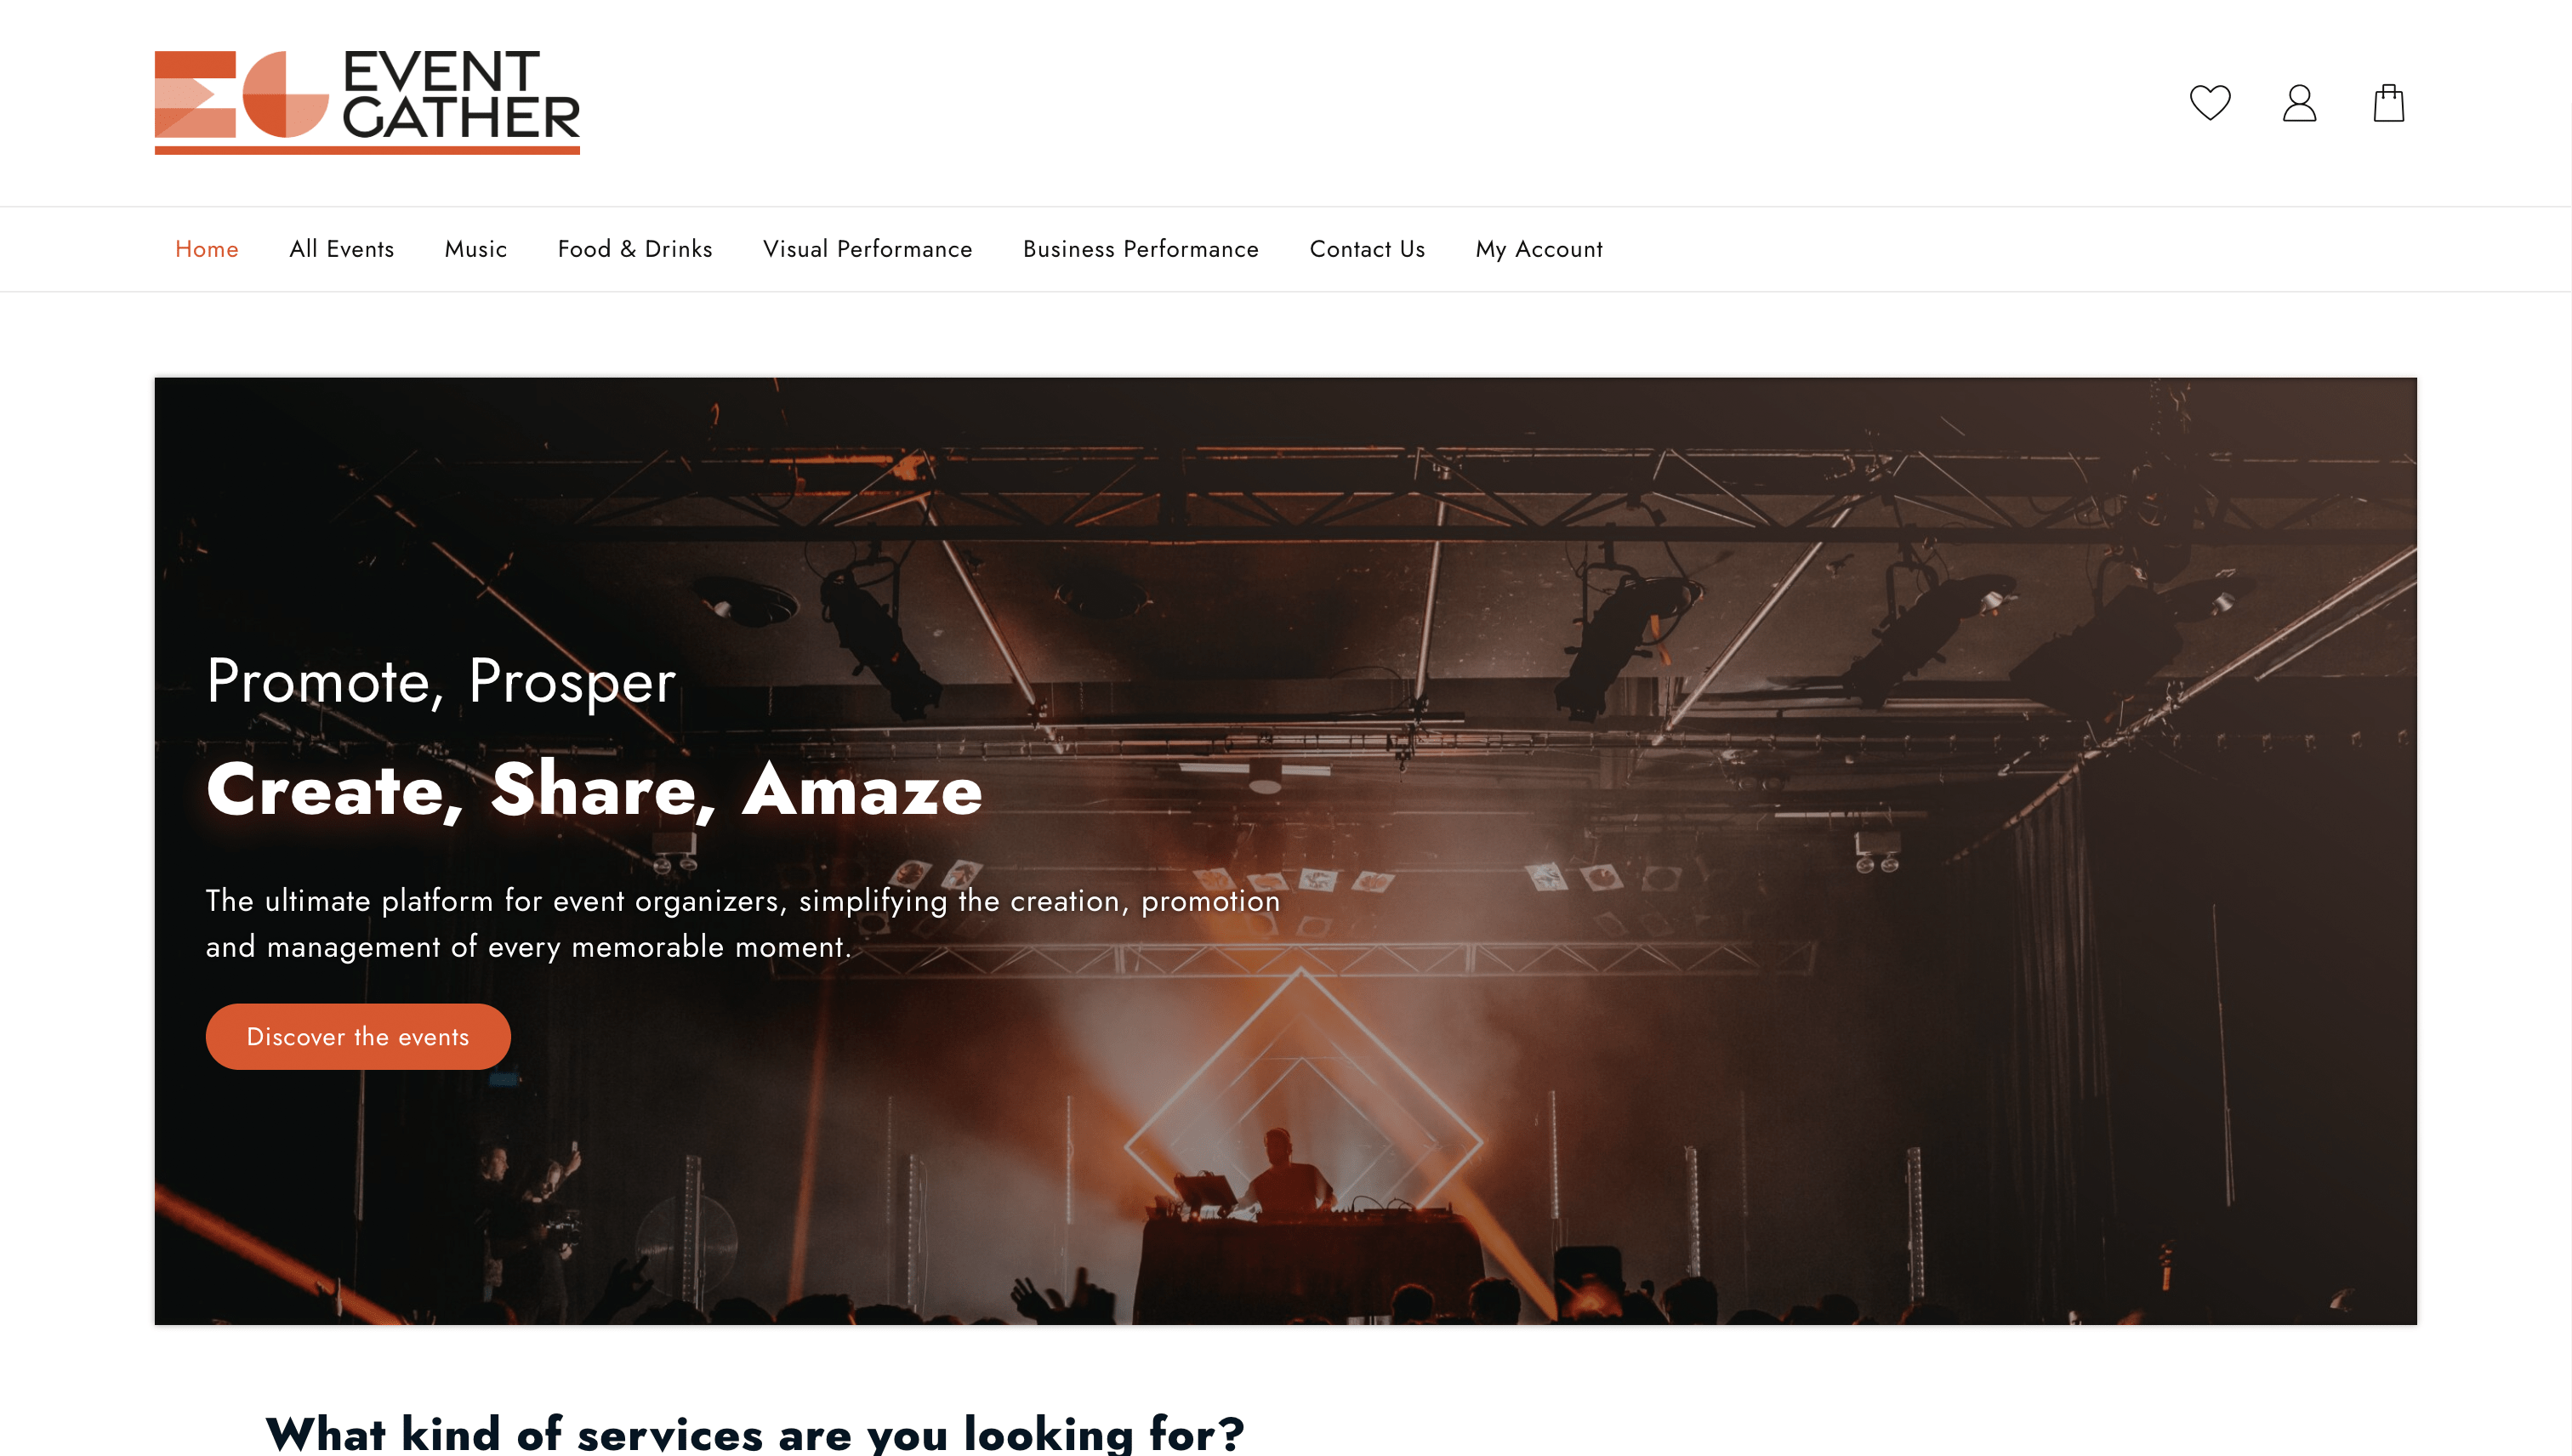 EVENT
GATHER
Home All Events Music Food & Drinks Visual Performance Business Performance Contact Us My Account
Promote, Prosper
Create, Share, Amaze
The ultimate platform for event organizers, simplifying the creation, promotion
and management of every memorable moment.
Discover the events
What kind of services are you looking for?